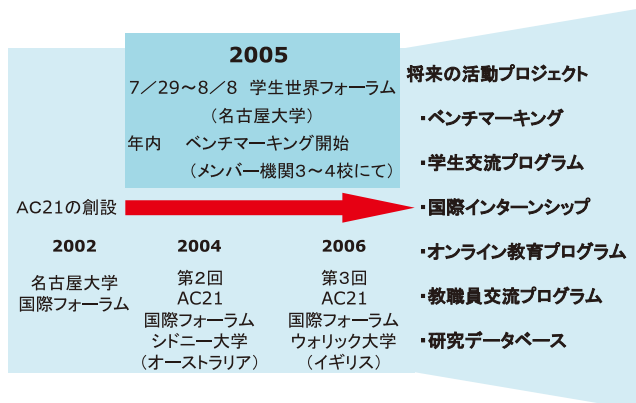 2005
7／29～8／8 学生世界フォーラム
（名古屋大学）
年内 ベンチマーキング開始
（メンバー機関3～4校にて）
AC21の創設
2002
名古屋大学
国際フォーラム
2004
第2回
AC21
国際フォーラム
シドニー大学
（オーストラリア）
2006
第3回
AC21
国際フォーラム
ウォリック大学
（イギリス）
将来の活動プロジェクト
・ベンチマーキング
・学生交流プログラム
・国際インターンシップ
・オンライン教育プログラム
・教職員交流プログラム
・研究データベース